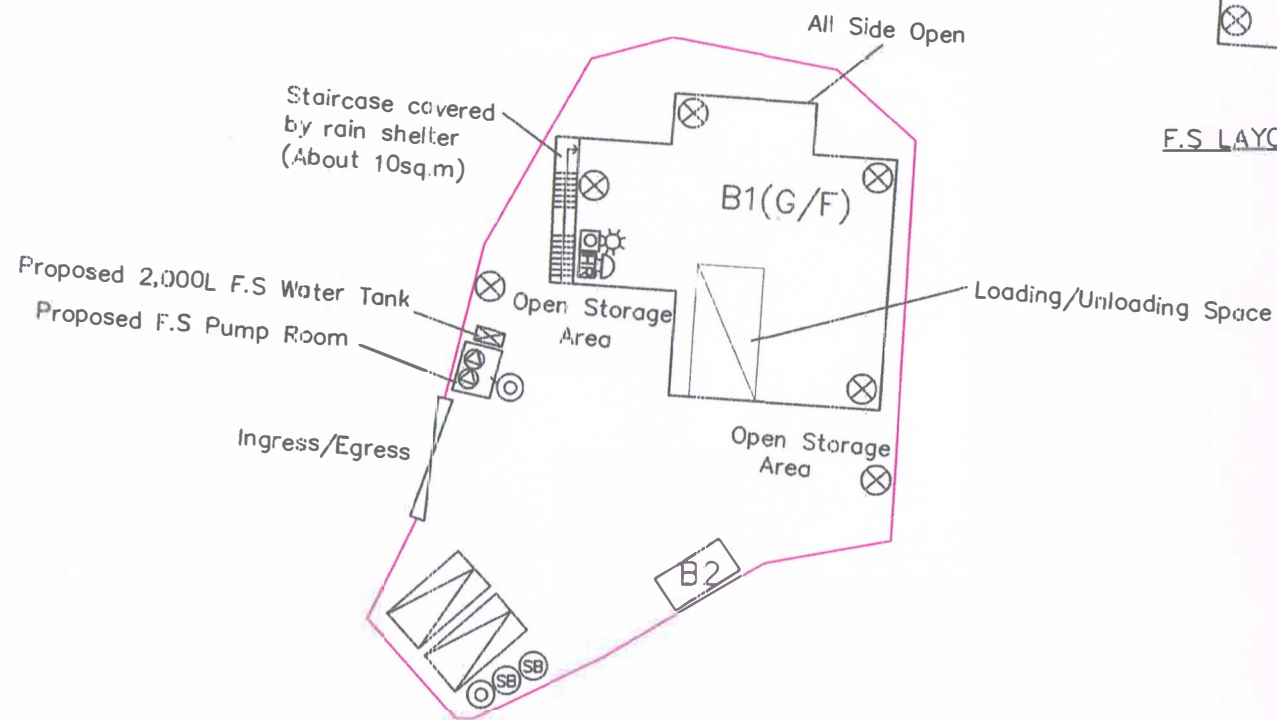 All Side Open
Staircase covered
by rain shelter
(About 10sq.m)
F.S LAYO
B1(G/F)
HR
Proposed 2,000L F.S Water Tank
Proposed F.S Pump Room
Open Storage
Area
Loading/Unloading Space
Ingress/Egress
Open Storage
Area
B2
SB
SB